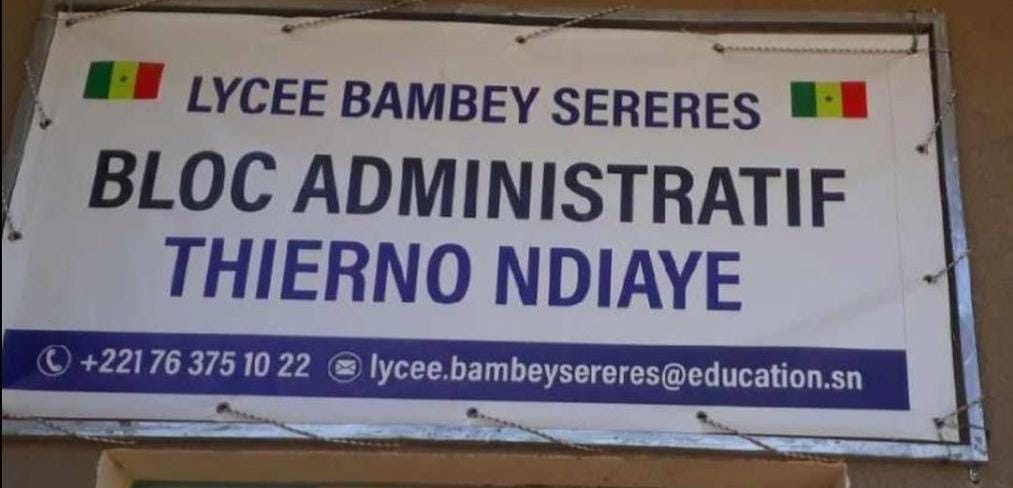 LYCEE BAMBEY SERERES
BLOC ADMINISTRATIF
THIERNO NDIAYE
+221 76 375 10 22 lycee.bambeysereres@education.sn